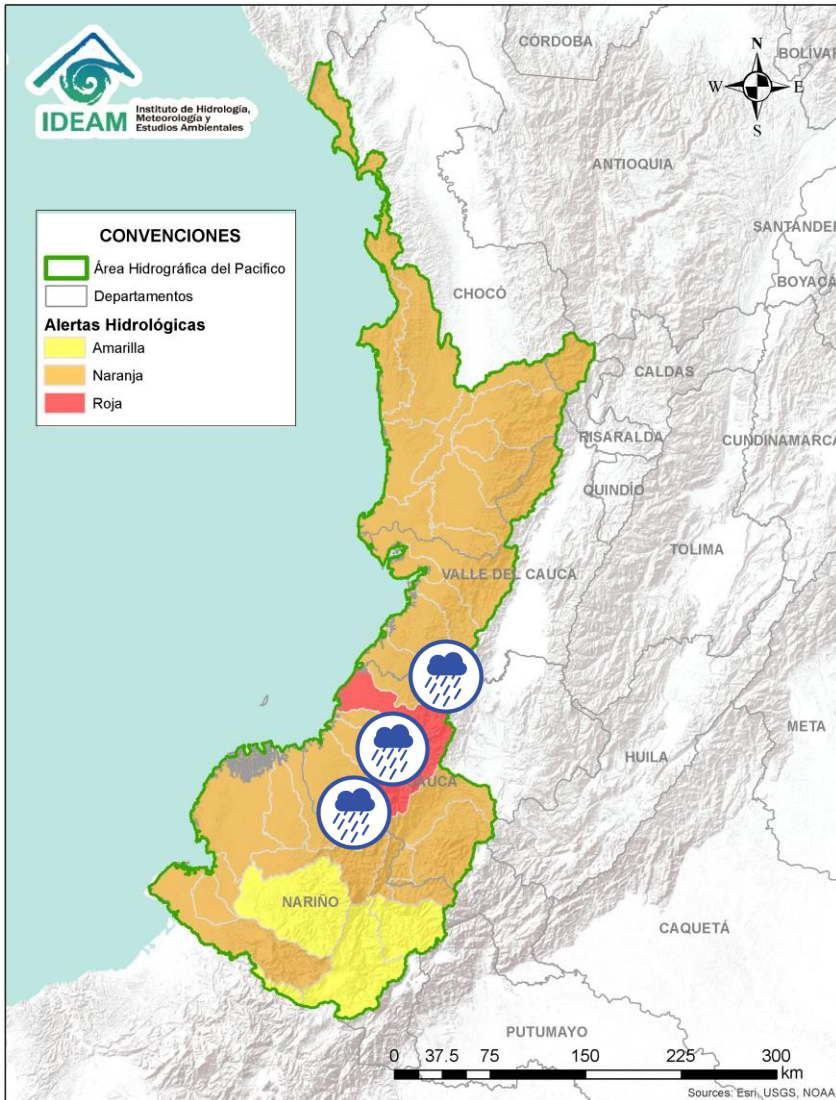 IDEAM
Instituto de Hidrología,
Meteorología y
Estudios Ambientales
N
W
E
S
CÓRDOBA
BOLÍVAR
ANTIOQUIA
SANTANDER
BOYACÁ
CHOCÓ
CALDAS
RISARALDA
CUNDINAMARCA
QUINDÍO
TOLIMA
VALLE DEL CAUCA
META
HUILA
AUCA
NARIÑO
CAQUETÁ
PUTUMAYO
CONVENCIONES
Área Hidrográfica del Pacifico
Departamentos
Alertas Hidrológicas
Amarilla
Naranja
Roja
0 37.5 75 150 225 300
km
Sources: Esri, USGS, NOAA